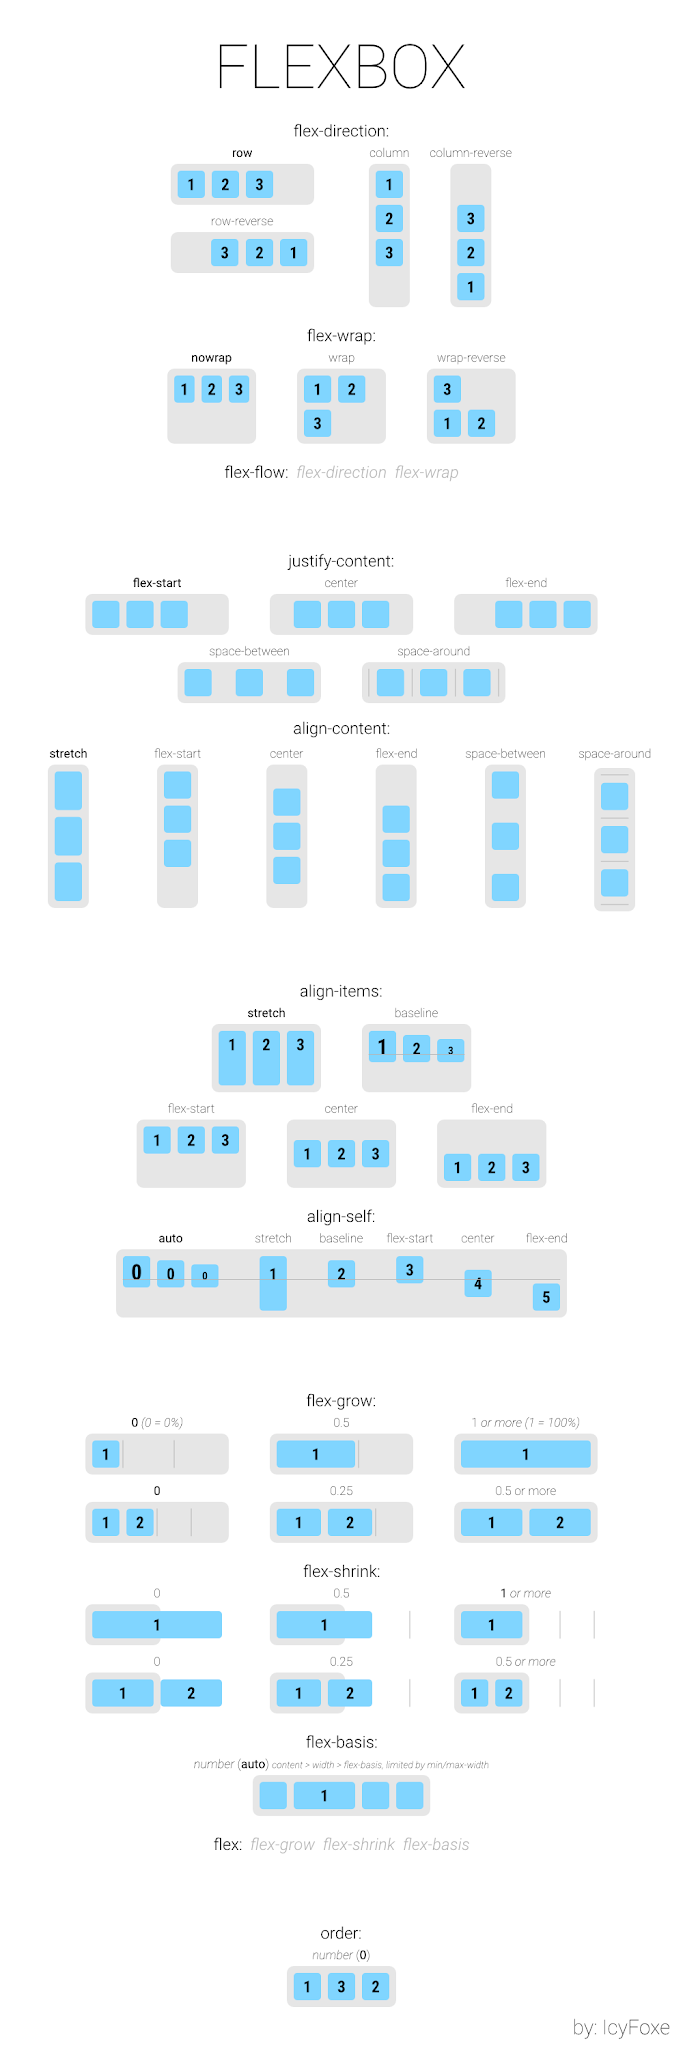 FLEXBOX
flex-direction:
row column column-reverse
1 2 3
1
2
3
row-reverse
3 2 1
3
2
1
flex-wrap:
nowrap wrap wrap-reverse
1 2 3 1 2 3
3 1 2
flex-flow: flex-direction flex-wrap
justify-content:
flex-start center flex-end
space-between space-around
align-content:
stretch flex-start center flex-end space-between space-around
align-items:
stretch baseline
1 2 3 1 2 3
flex-start center flex-end
1 2 3 1 2 3 1 2 3
align-self:
auto stretch baseline flex-start center flex-end
0 0 0 1 2 3 4 5
flex-grow:
0 (0 = 0%) 0.5 1 or more (1 = 100%)
1 1 1
0 0.25 0.5 or more
1 2 1 2 1 2
flex-shrink:
0 0.5 1 or more
1 1 1
0 0.25 0.5 or more
1 2 1 2 1 2
flex-basis:
number (auto) content > width > flex-basis, limited by min/max-width
1
flex: flex-grow flex-shrink flex-basis
order:
number (0)
1 3 2
by: IcyFoxe